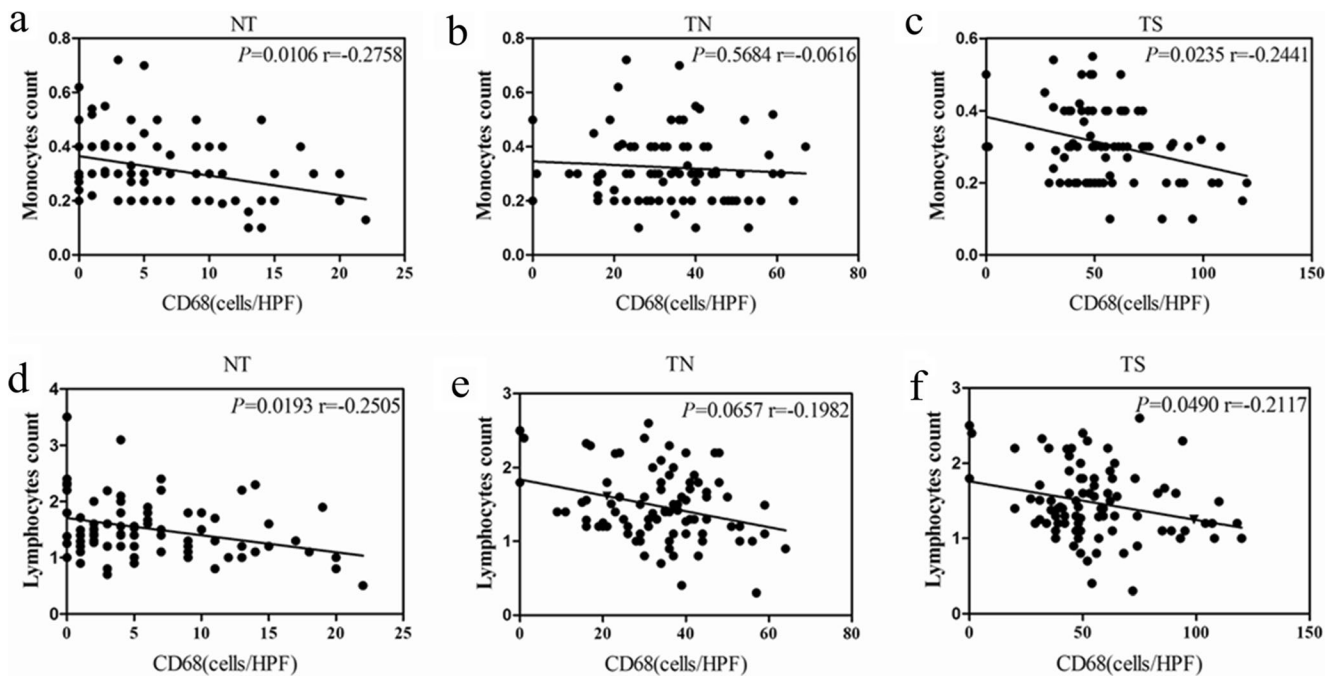 a
NT
P=0.0106 r=-0.2758
Monocytes count
0.8
0.6
0.4
0.2
0.0
0 5 10 15 20 25
CD68(cells/HPF)
b
TN
P=0.5684 r=-0.0616
Monocytes count
0.8
0.6
0.4
0.2
0.0
0 20 40 60 80
CD68(cells/HPF)
c
TS
P=0.0235 r=-0.2441
Monocytes count
0.6
0.4
0.2
0.0
0 50 100 150
CD68(cells/HPF)
d
NT
P=0.0193 r=-0.2505
Lymphocytes count
4
3
2
1
0
0 5 10 15 20 25
CD68(cells/HPF)
e
TN
P=0.0657 r=-0.1982
Lymphocytes count
3
2
1
0
0 20 40 60 80
CD68(cells/HPF)
f
TS
P=0.0490 r=-0.2117
Lymphocytes count
3
2
1
0
0 50 100 150
CD68(cells/HPF)